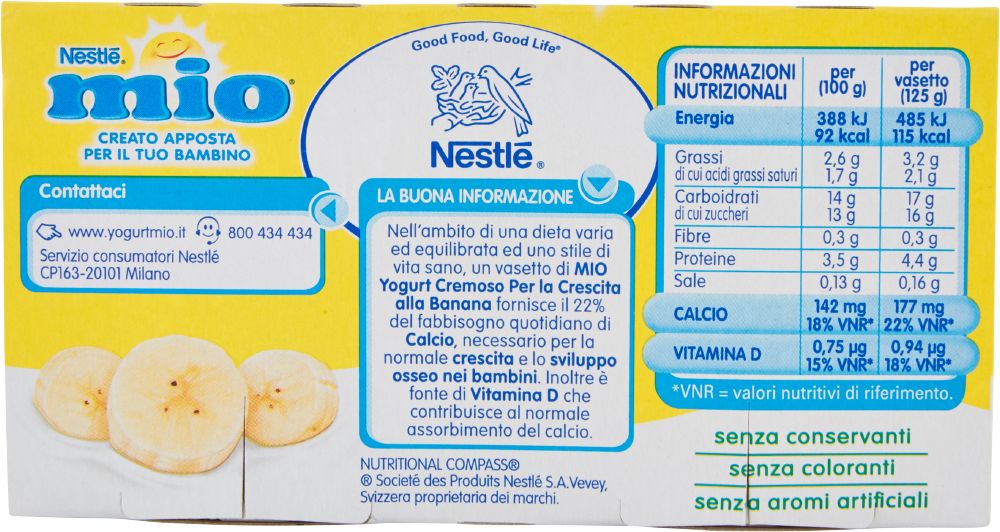 Nestlé®
mio®
CREATO APPOSTA
PER IL TUO BAMBINO
Contattaci
www.yogurtmio.it 800 434 434
Servizio consumatori Nestlé
CP163-20101 Milano
Good Food, Good Life®
Nestlé®
LA BUONA INFORMAZIONE
Nell'ambito di una dieta varia
ed equilibrata ed uno stile di
vita sano, un vasetto di MIO
Yogurt Cremoso Per la Crescita
alla Banana fornisce il 22%
del fabbisogno quotidiano di
Calcio, necessario per la
normale crescita e lo sviluppo
osseo nei bambini. Inoltre è
fonte di Vitamina D che
contribuisce al normale
assorbimento del calcio.
NUTRITIONAL COMPASS®
® Societé des Produits Nestlé S.A.Vevey,
Svizzera proprietaria dei marchi.
INFORMAZIONI NUTRIZIONALI per (100 g) per vasetto (125 g)
Energia 388 kJ 485 kJ
92 kcal 115 kcal
Grassi 2,6 g 3,2 g
di cui acidi grassi saturi 1,7 g 2,1 g
Carboidrati 14 g 17 g
di cui zuccheri 13 g 16 g
Fibre 0,3 g 0,3 g
Proteine 3,5 g 4,4 g
Sale 0,13 g 0,16 g
CALCIO 142 mg 177 mg
18% VNR* 22% VNR*
VITAMINA D 0,75 µg 0,94 µg
15% VNR* 18% VNR*
*VNR = valori nutritivi di riferimento.
senza conservanti
senza coloranti
senza aromi artificiali